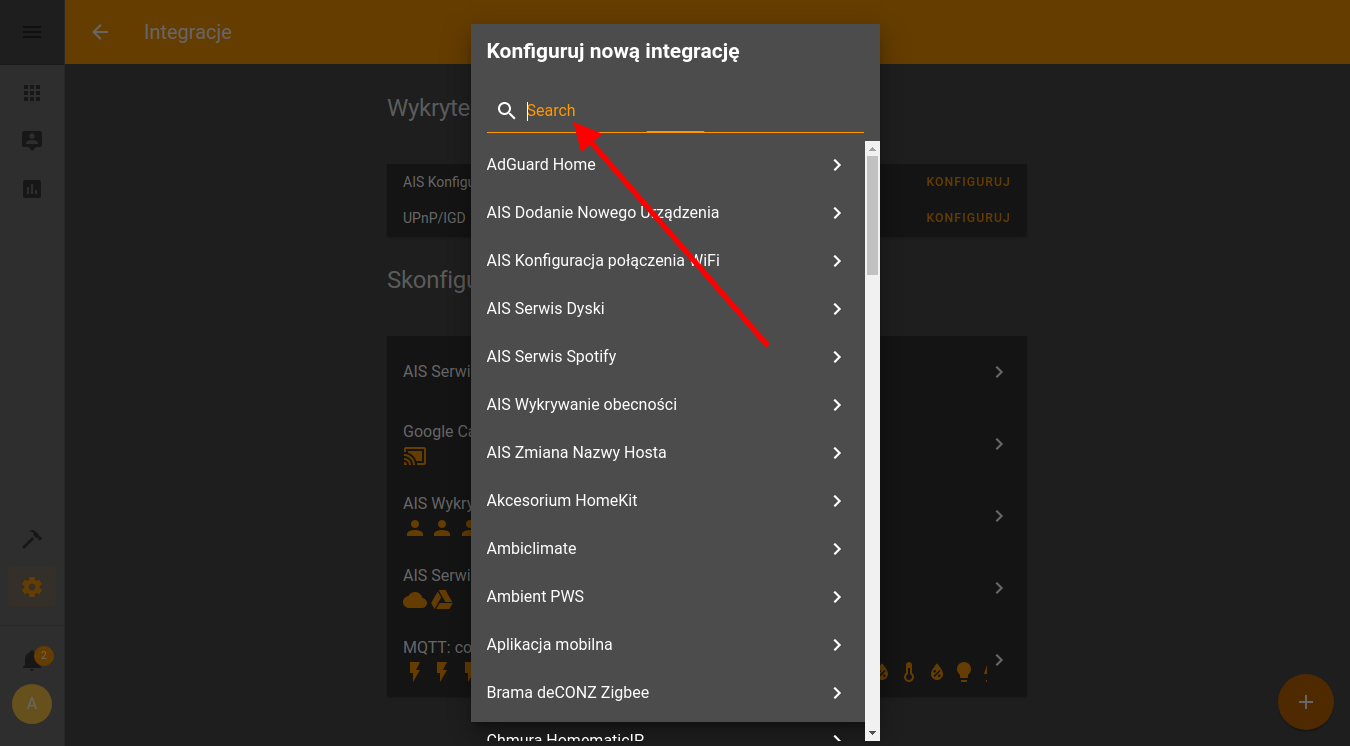 Integracje
Konfiguruj nową integrację
Search
Wykryte
AIS Konfigu
KONFIGURUJ
UPnP/IGD
KONFIGURUJ
Skonfigu
AIS Serwi
Google Ca
AIS Wykry
AIS Serwi
MQTT: co
AdGuard Home
AIS Dodanie Nowego Urządzenia
AIS Konfiguracja połączenia WiFi
AIS Serwis Dyski
AIS Serwis Spotify
AIS Wykrywanie obecności
AIS Zmiana Nazwy Hosta
Akcesorium HomeKit
Ambiclimate
Ambient PWS
Aplikacja mobilna
Brama deCONZ Zigbee
Chmura HomematicIP
2
A